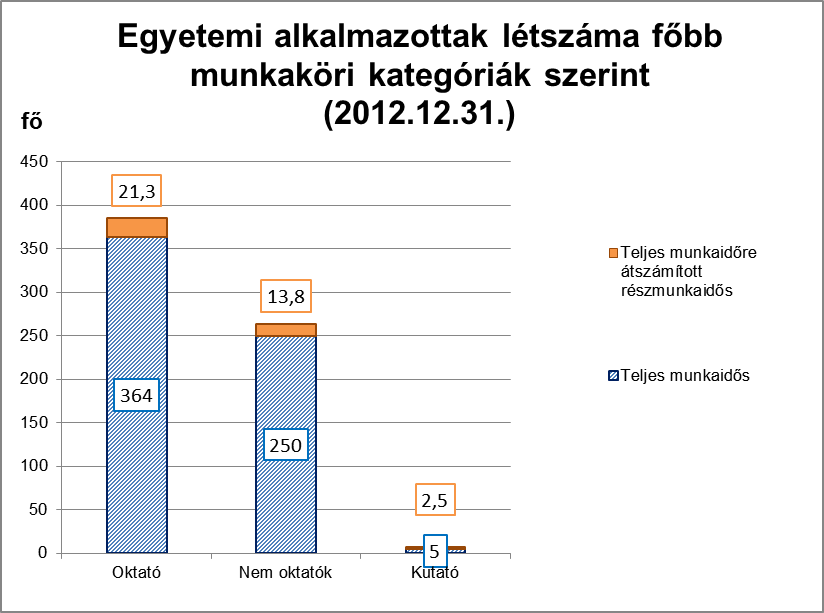 Egyetemi alkalmazottak létszáma főbb
munkaköri kategóriák szerint
(2012.12.31.)
fő
450
400
350
300
250
200
150
100
50
0
21,3
364
13,8
250
2,5
5
Oktató
Nem oktatók
Kutató
Teljes munkaidőre
átszámított
részmunkaidős
Teljes munkaidős